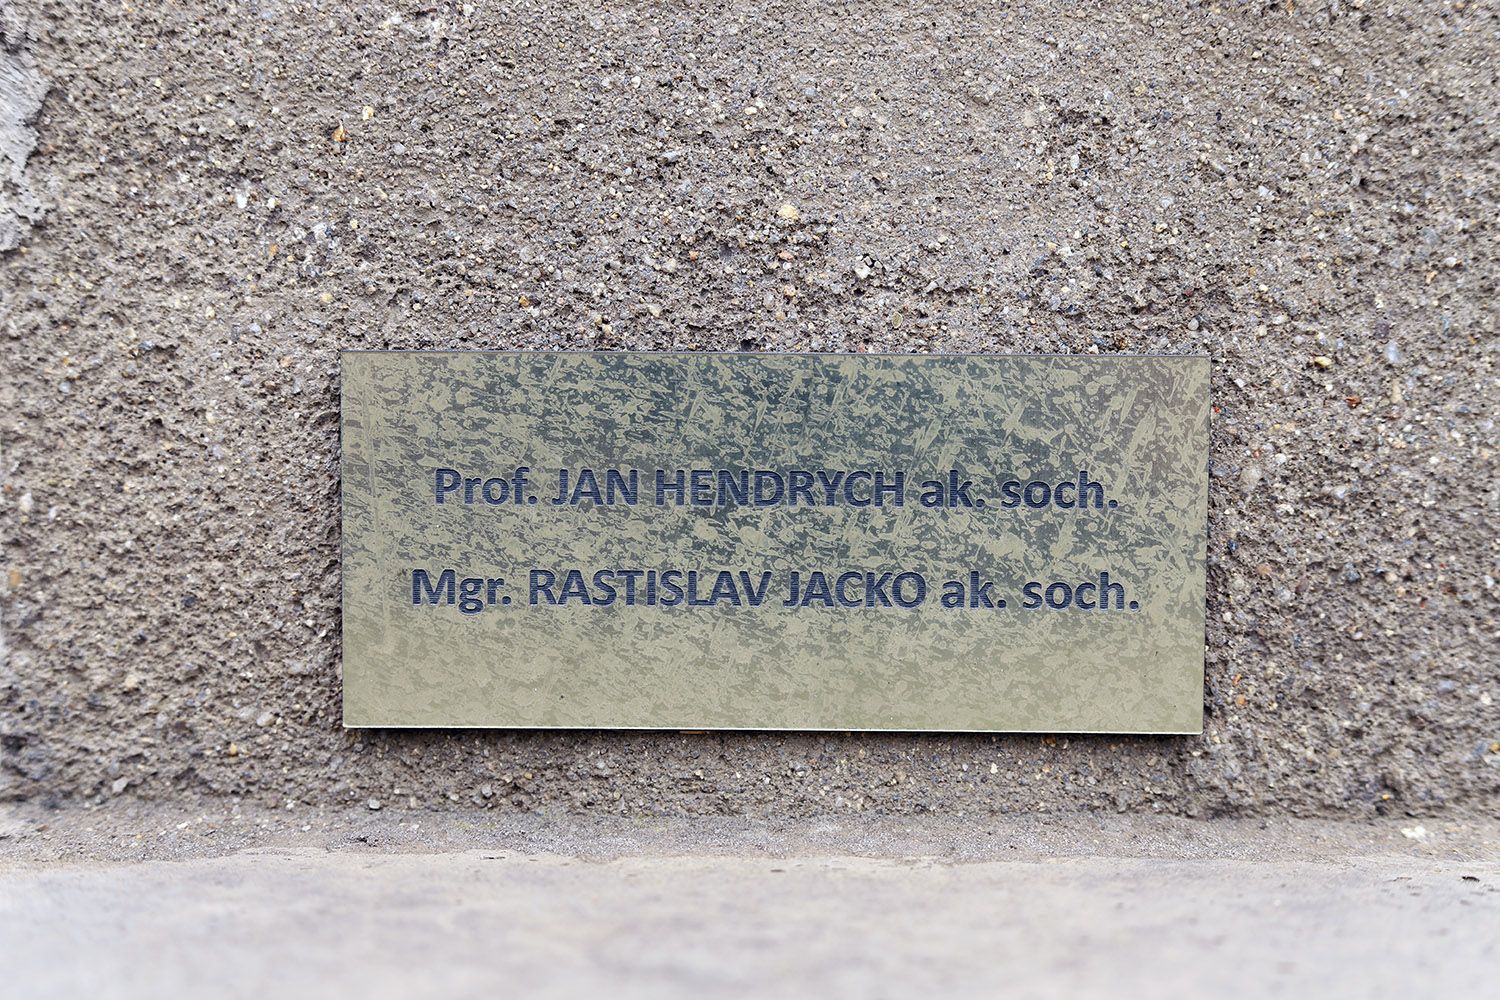 Prof. JAN HENDRYCH ak. soch.
Mgr. RASTISLAV JACKO ak. soch.